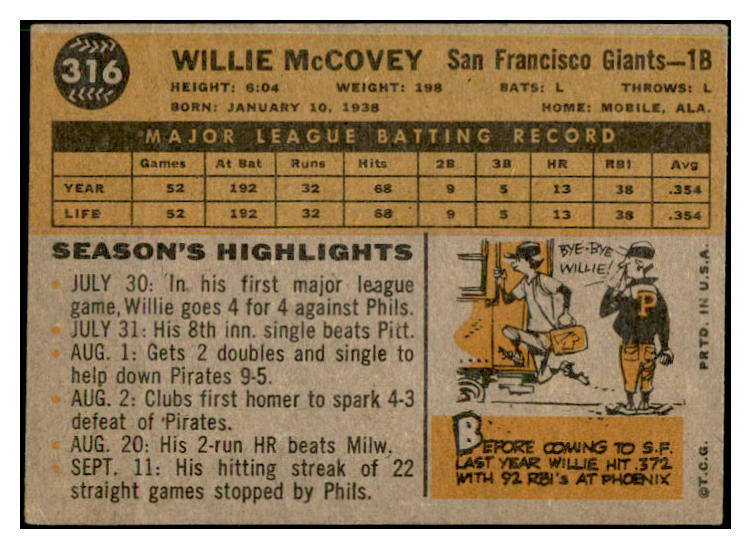 316
WILLIE McCOVEY San Francisco Giants—1B
HEIGHT: 6:04 WEIGHT: 198 BATS: L THROWS: L
BORN: JANUARY 10, 1938 HOME: MOBILE, ALA.
MAJOR LEAGUE BATTING RECORD
Games At Bat Runs Hits 2B 3B HR RBI Avg
YEAR 52 192 32 68 9 5 13 38 .354
LIFE 52 192 32 68 9 5 13 38 .354
SEASON'S HIGHLIGHTS
• JULY 30: In his first major league
game, Willie goes 4 for 4 against Phils.
• JULY 31: His 8th inn. single beats Pitt.
• AUG. 1: Gets 2 doubles and single to
help down Pirates 9-5.
• AUG. 2: Clubs first homer to spark 4-3
defeat of Pirates.
• AUG. 20: His 2-run HR beats Milw.
• SEPT. 11: His hitting streak of 22
straight games stopped by Phils.
BYE-BYE
WILLIE!
P
BEFORE COMING TO S.F.
LAST YEAR WILLIE HIT .372
WITH 92 RBI'S AT PHOENIX
©T.C.G. PRTD. IN U.S.A.